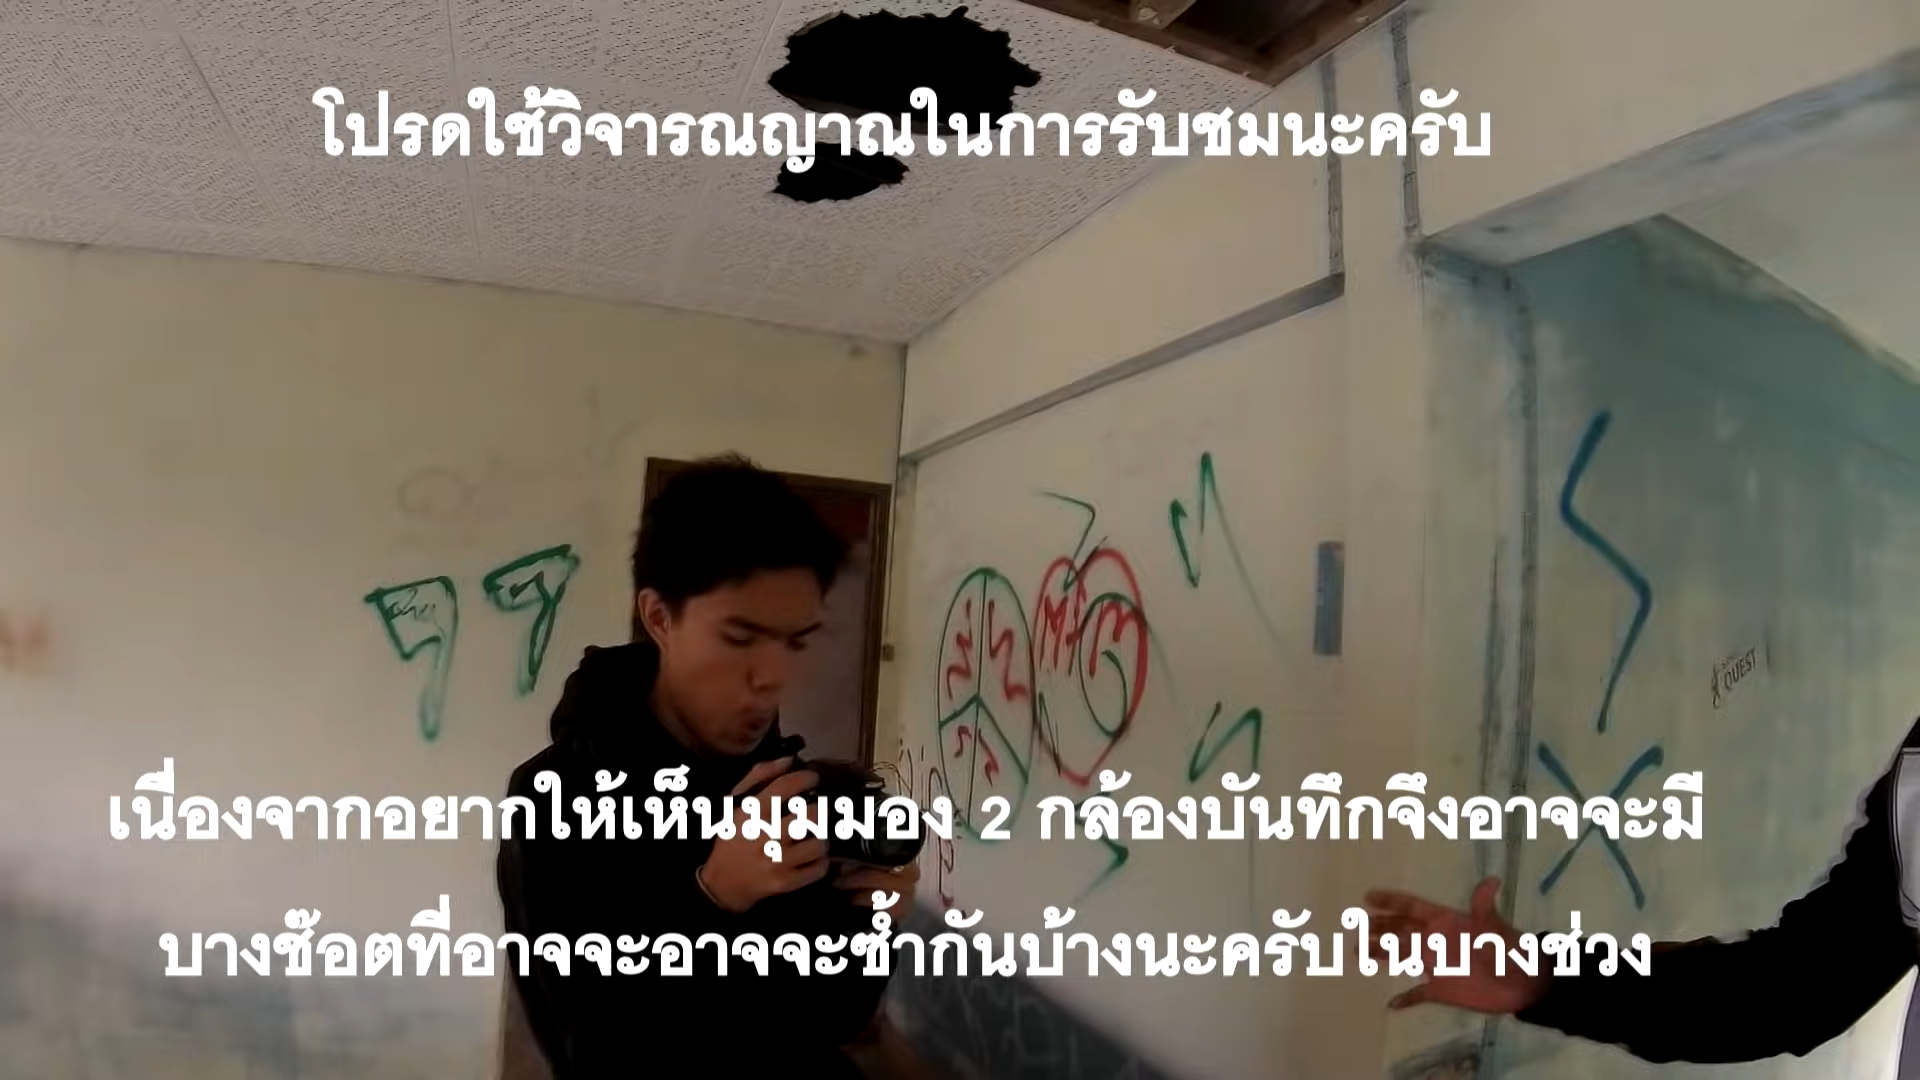 โปรดใช้วิจารณญาณในการรับชมนะครับ
QUEST
เนื่องจากอยากให้เห็นมุมมอง 2 กล้องบันทึกจึงอาจจะมี
บางช๊อตที่อาจจะอาจจะซ้ำกันบ้างนะครับในบางช่วง